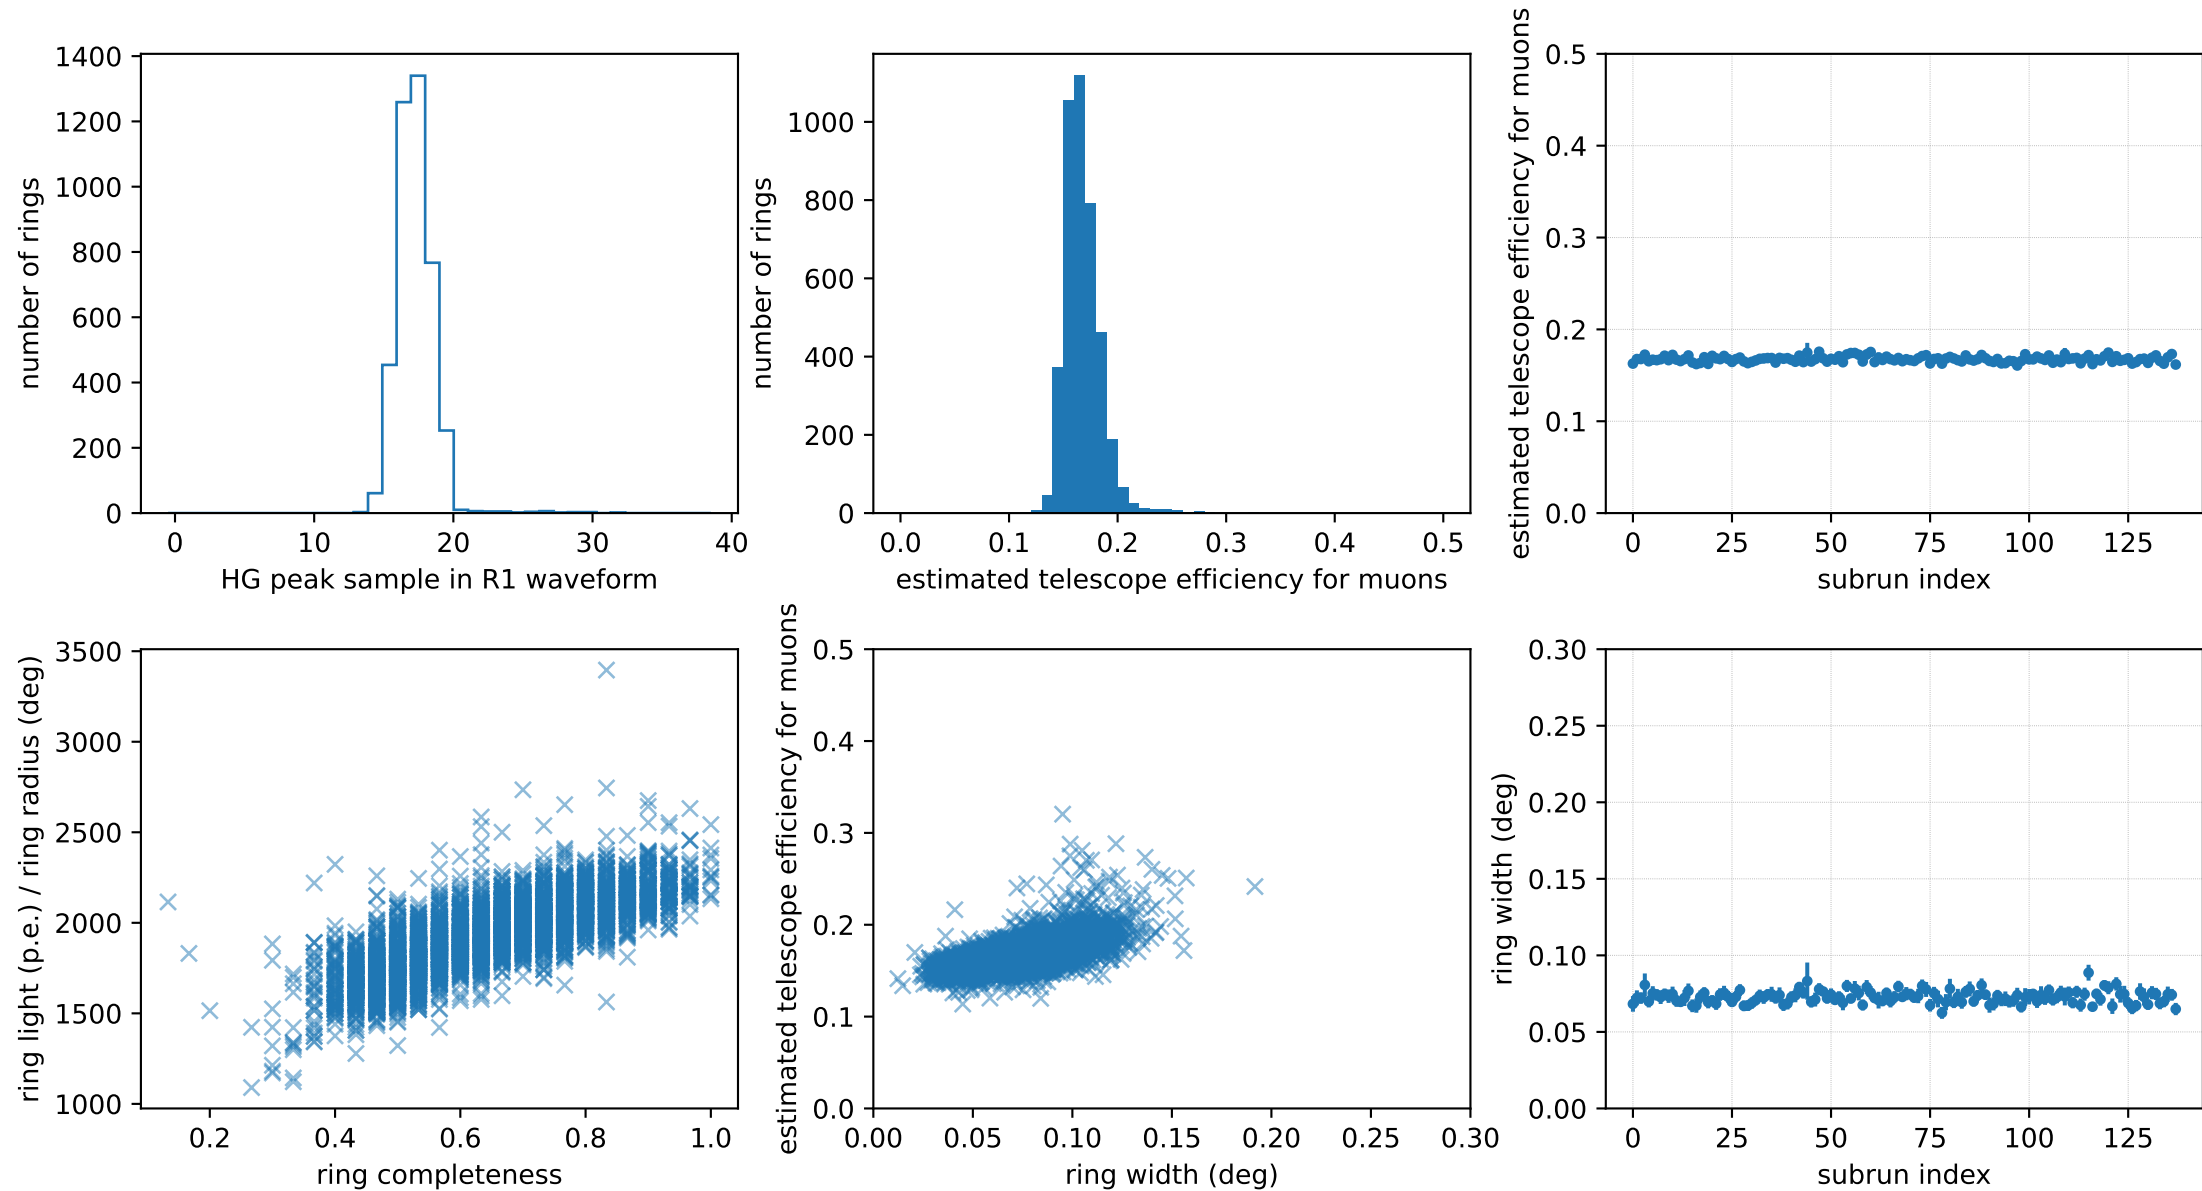 1400
1200
1000
800
600
400
200
0
number of rings
0 10 20 30 40
HG peak sample in R1 waveform
1000
800
600
400
200
0
number of rings
0.0 0.1 0.2 0.3 0.4 0.5
estimated telescope efficiency for muons
0.5
0.4
0.3
0.2
0.1
0.0
estimated telescope efficiency for muons
0 25 50 75 100 125
subrun index
3500
3000
2500
2000
1500
1000
ring light (p.e.) / ring radius (deg)
0.2 0.4 0.6 0.8 1.0
ring completeness
0.5
0.4
0.3
0.2
0.1
0.0
estimated telescope efficiency for muons
0.00 0.05 0.10 0.15 0.20 0.25 0.30
ring width (deg)
0.30
0.25
0.20
0.15
0.10
0.05
0.00
ring width (deg)
0 25 50 75 100 125
subrun index